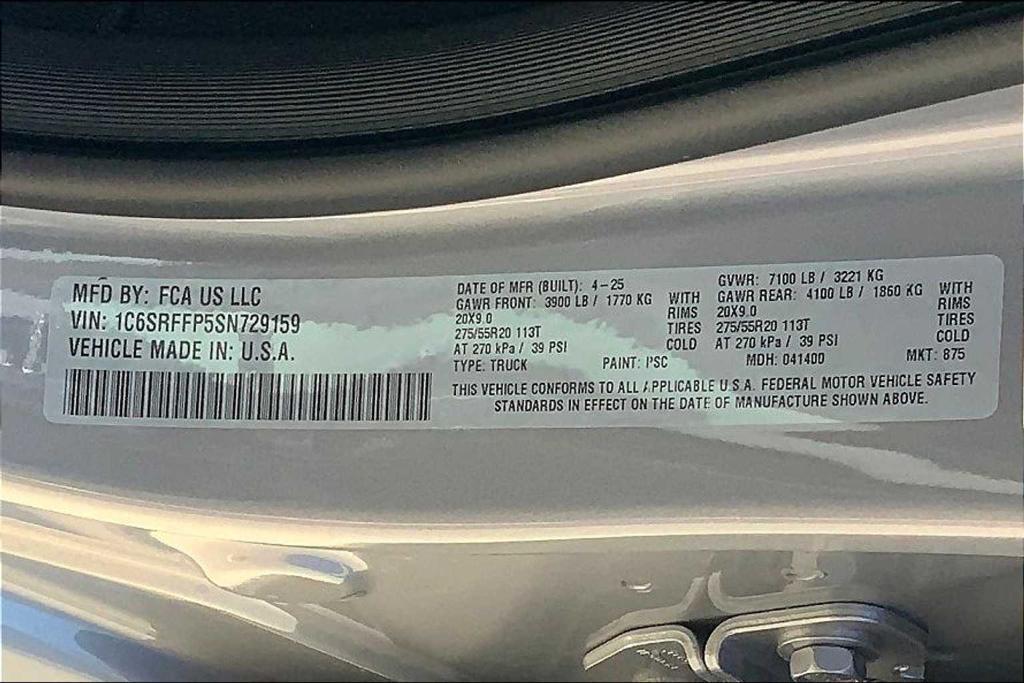 MFD BY: FCA US LLC
VIN: 1C6SRFFP5SN729159
VEHICLE MADE IN: U.S.A.
DATE OF MFR (BUILT): 4-25
GAWR FRONT: 3900 LB / 1770 KG WITH
20X9.0 RIMS
275/55R20 113T TIRES
AT 270 kPa / 39 PSI COLD
TYPE: TRUCK PAINT: PSC
GVWR: 7100 LB / 3221 KG
GAWR REAR: 4100 LB / 1860 KG WITH
20X9.0 RIMS
275/55R20 113T TIRES
AT 270 kPa / 39 PSI COLD
MDH: 041400 MKT: 875
THIS VEHICLE CONFORMS TO ALL APPLICABLE U.S.A. FEDERAL MOTOR VEHICLE SAFETY
STANDARDS IN EFFECT ON THE DATE OF MANUFACTURE SHOWN ABOVE.